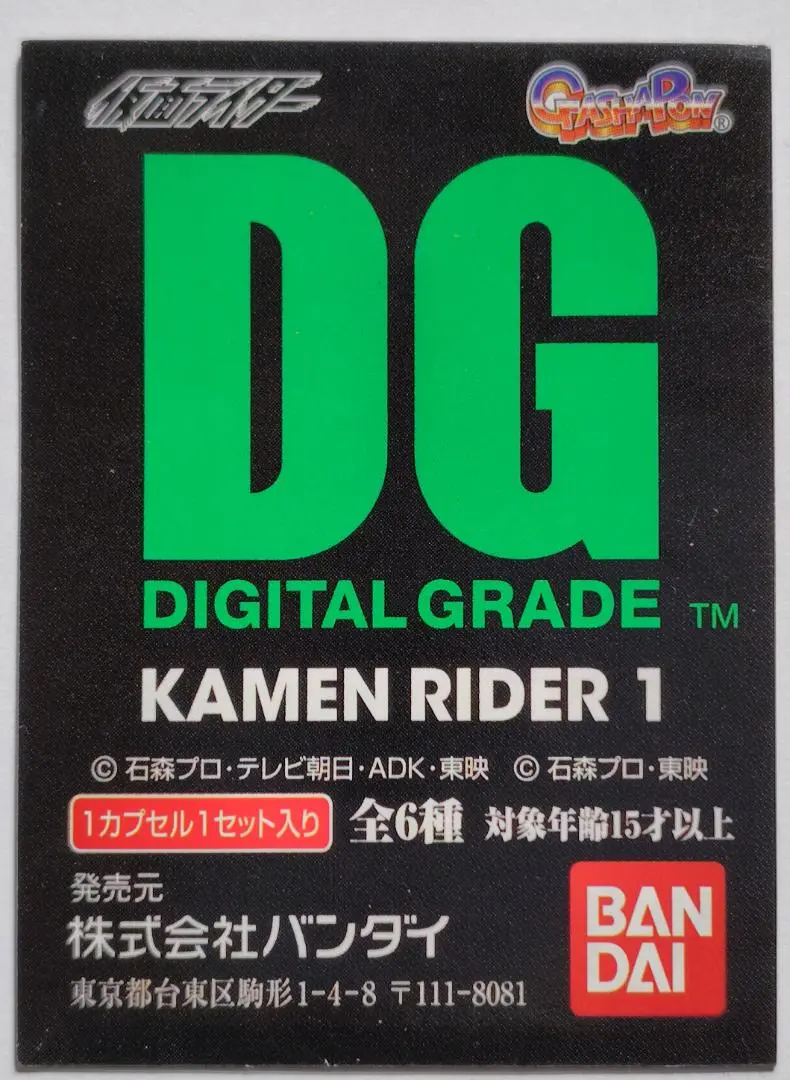 仮面ライダー
GASHAPON®
DG
DIGITAL GRADE TM
KAMEN RIDER 1
© 石森プロ・テレビ朝日・ADK・東映 © 石森プロ・東映
1カプセル1セット入り 全6種 対象年齢15才以上
発売元
株式会社バンダイ
東京都台東区駒形1-4-8 〒111-8081
BAN
DAI